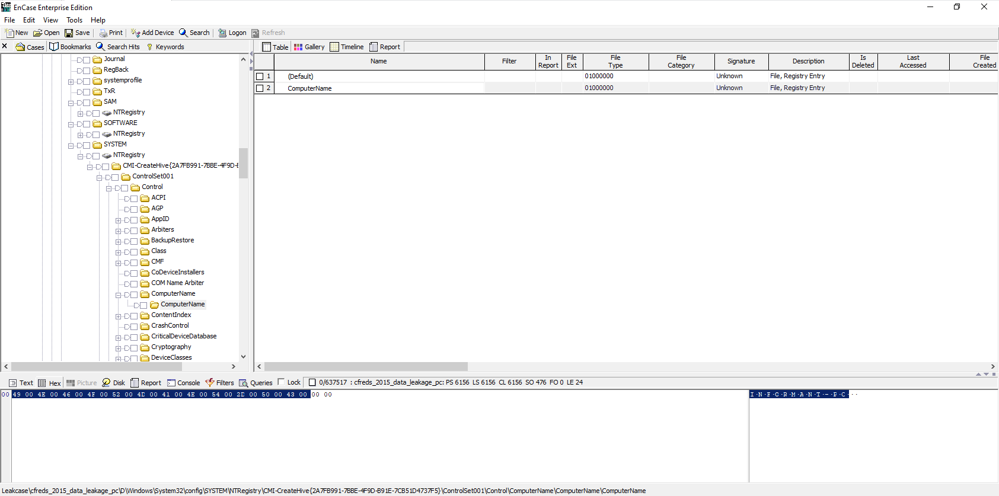 EnCase Enterprise Edition
File Edit View Tools Help
New Open Save Print Add Device Search Logon Refresh
Cases Bookmarks Search Hits Keywords
Table Gallery Timeline Report
Journal
RegBack
systemprofile
TxR
SAM
NTRegistry
SOFTWARE
NTRegistry
SYSTEM
NTRegistry
CMI-CreateHive{2A7FB991-7BBE-4F9D-E
ControlSet001
Control
ACPI
AGP
AppID
Arbiters
BackupRestore
Class
CMF
CoDeviceInstallers
COM Name Arbiter
ComputerName
ComputerName
ContentIndex
CrashControl
CriticalDeviceDatabase
Cryptography
DeviceClasses
Name Filter In Report File Ext File Type File Category Signature Description Is Deleted Last Accessed File Created
1 (Default) 01000000 Unknown File, Registry Entry
2 ComputerName 01000000 Unknown File, Registry Entry
Text Hex Picture Disk Report Console Filters Queries Lock 0/637517 : cfreds_2015_data_leakage_pc: PS 6156 LS 6156 CL 6156 SO 476 FO 0 LE 24
00 49 00 4E 00 46 00 4F 00 52 00 4D 00 41 00 4E 00 54 00 2D 00 50 00 43 00 00 00 I·N·F·O·R·M·A·N·T·-·P·C···
Leakcase\cfreds_2015_data_leakage_pc\D\Windows\System32\config\SYSTEM\NTRegistry\CMI-CreateHive{2A7FB991-7BBE-4F9D-B91E-7CB51D4737F5}\ControlSet001\Control\ComputerName\ComputerName\ComputerName